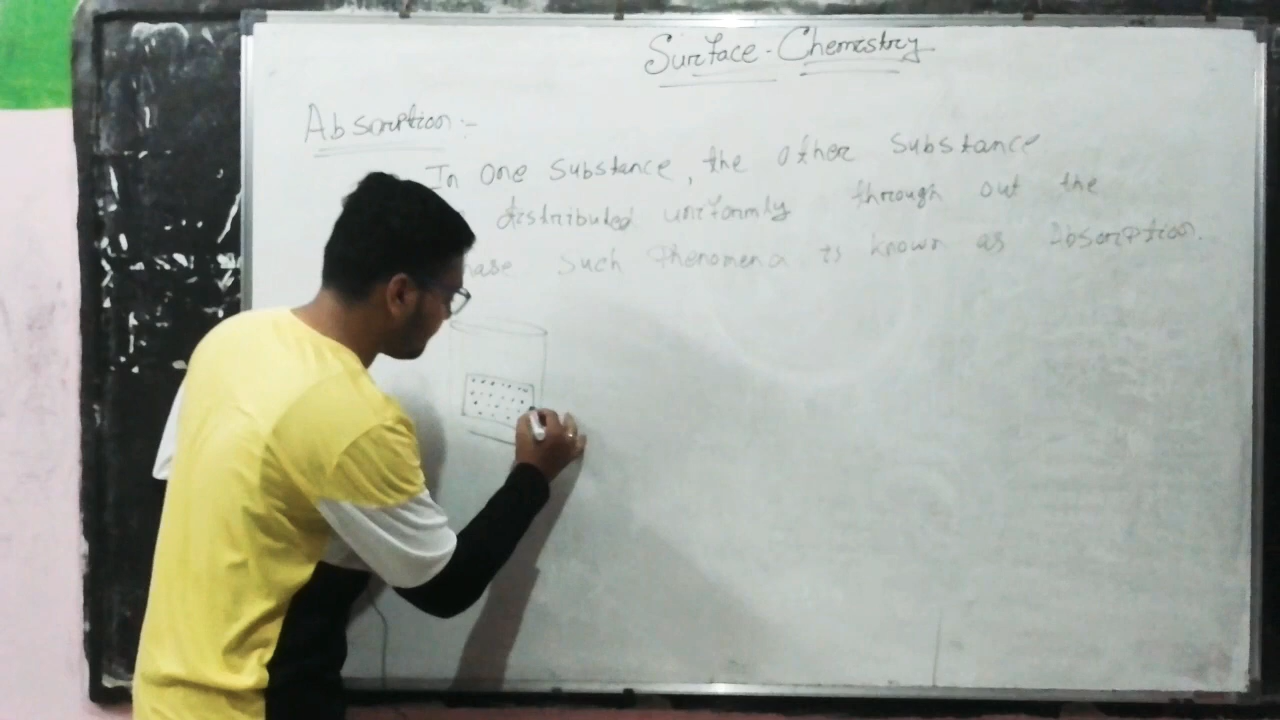 Surface - Chemistry
Absorption :-
In one substance, the other substance
distributed uniformly through out the
such phenomena is known as Absorption.